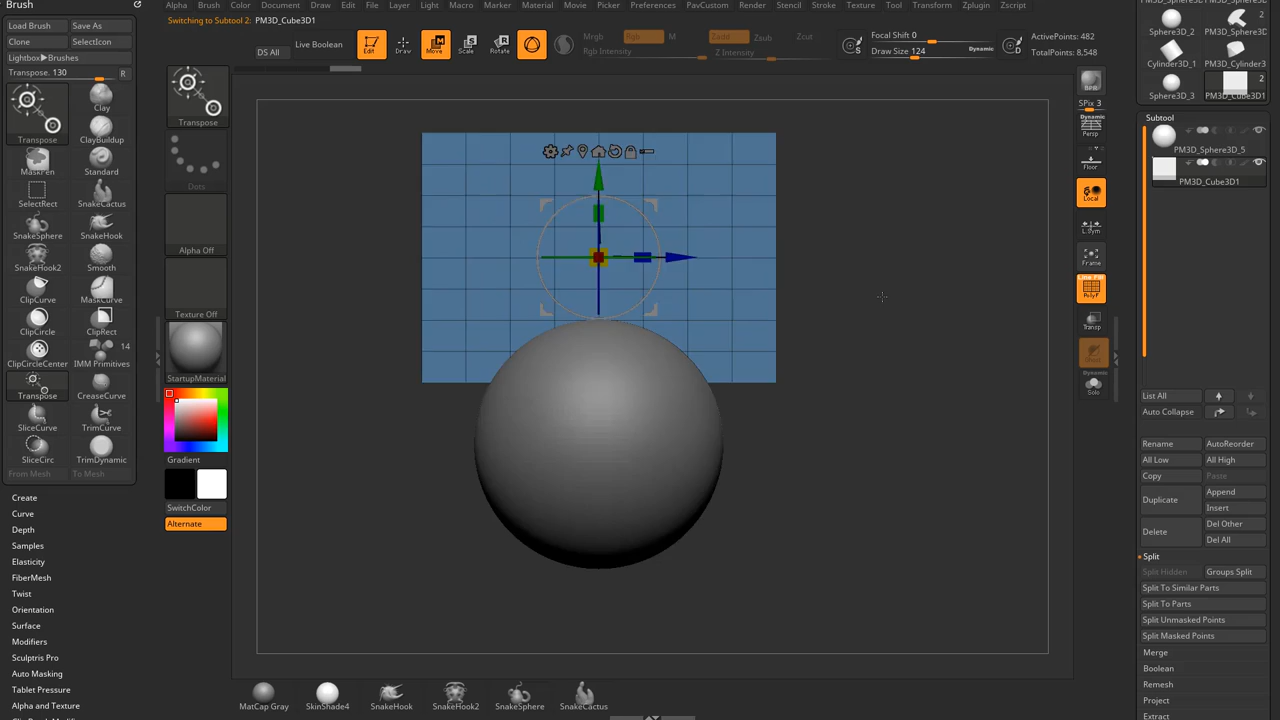 Brush
Alpha Brush Color Document Draw Edit File Layer Light Macro Marker Material Movie Picker Preferences PavCustom Render Stencil Stroke Texture Tool Transform Zplugin Zscript
Switching to Subtool 2: PM3D_Cube3D1
Load Brush Save As
Clone SelectIcon
Lightbox▶Brushes
Transpose. 130 R
DS All
Live Boolean
Edit Draw Move Scale Rotate
Mrgb Rgb
Rgb Intensity
Zadd Zsub Zcut
Z Intensity
Focal Shift 0
Draw Size 124 Dynamic
ActivePoints: 482
TotalPoints: 8,548
Transpose Clay
ClayBuildup
MaskPen Standard
SelectRect SnakeCactus
SnakeSphere SnakeHook
SnakeHook2 Smooth
ClipCurve MaskCurve
ClipCircle ClipRect
14
ClipCircleCenter IMM Primitives
Transpose CreaseCurve
SliceCurve TrimCurve
SliceCirc TrimDynamic
From Mesh To Mesh
Create
Curve
Depth
Samples
Elasticity
FiberMesh
Twist
Orientation
Surface
Modifiers
Sculptris Pro
Auto Masking
Tablet Pressure
Alpha and Texture
Transpose
Dots
Alpha Off
Texture Off
StartupMaterial
Gradient
SwitchColor
Alternate
MatCap Gray SkinShade4 SnakeHook SnakeHook2 SnakeSphere SnakeCactus
BPR
SPix 3
Dynamic
Persp
Floor
Local
L.Sym
Frame
Line Fill
PolyF
Transp
Dynamic
Solo
2
Sphere3D_2 PM3D_Sphere3D
Cylinder3D_1 PM3D_Cylinder3
2
Sphere3D_3 PM3D_Cube3D1
Subtool
PM3D_Sphere3D_5
PM3D_Cube3D1
List All
Auto Collapse
Rename AutoReorder
All Low All High
Copy Paste
Duplicate Append
Insert
Delete Del Other
Del All
Split
Split Hidden Groups Split
Split To Similar Parts
Split To Parts
Split Unmasked Points
Split Masked Points
Merge
Boolean
Remesh
Project
Extract